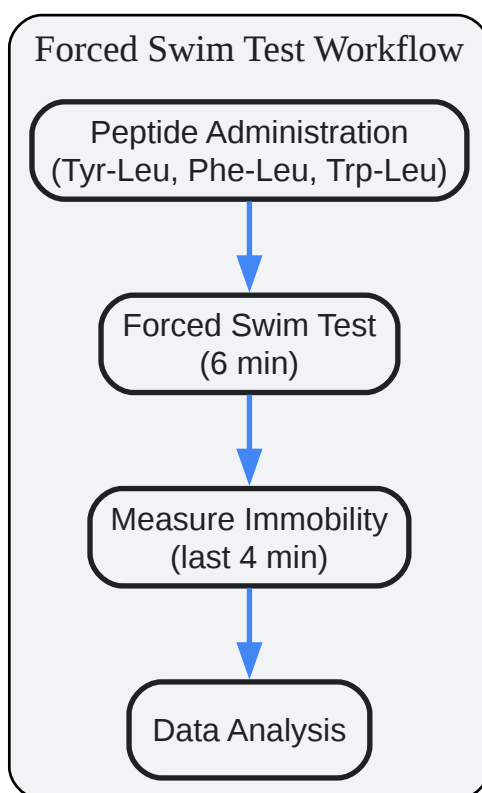 Forced Swim Test Workflow
Peptide Administration
(Tyr-Leu, Phe-Leu, Trp-Leu)
Forced Swim Test
(6 min)
Measure Immobility
(last 4 min)
Data Analysis